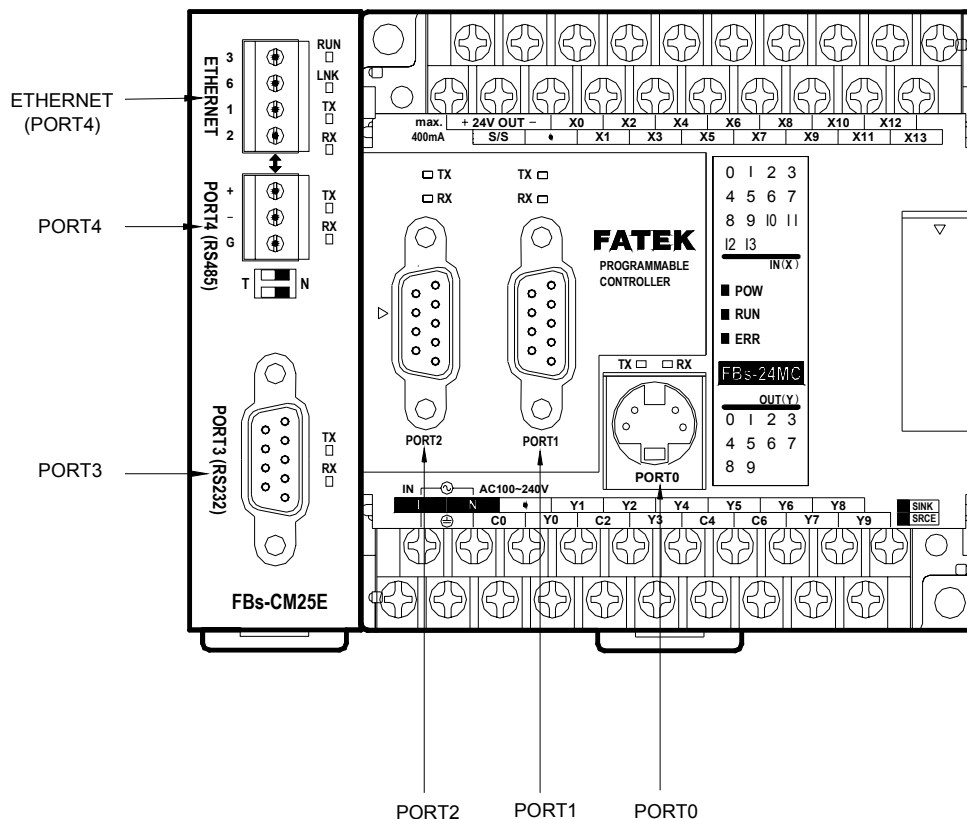 ETHERNET
(PORT4)
PORT4
PORT3
ETHERNET
3
6
1
2
RUN
LNK
TX
RX
PORT4 (RS485)
+
−
G
TX
RX
T
N
PORT3 (RS232)
TX
RX
FBs-CM25E
max. + 24V OUT − X0 X2 X4 X6 X8 X10 X12
400mA S/S X1 X3 X5 X7 X9 X11 X13
TX
RX
TX
RX
PORT2
PORT1
FATEK
PROGRAMMABLE
CONTROLLER
TX RX
PORT0
0 1 2 3
4 5 6 7
8 9 10 11
12 13
IN(X)
POW
RUN
ERR
FBs-24MC
OUT(Y)
0 1 2 3
4 5 6 7
8 9
IN AC100~240V
L N Y1 Y2 Y4 Y5 Y6 Y8
C0 Y0 C2 Y3 C4 C6 Y7 Y9
SINK
SRCE
PORT2
PORT1
PORT0